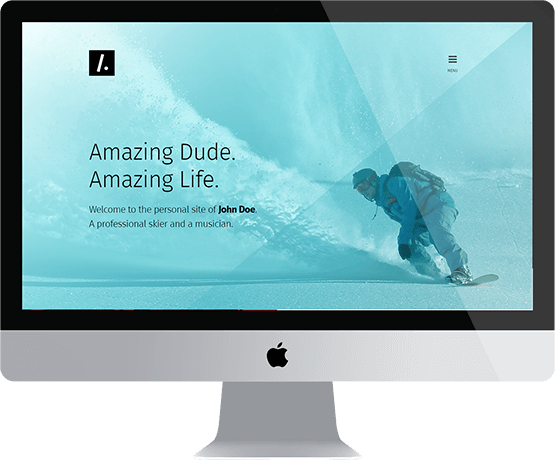 /.
MENU
Amazing Dude.
Amazing Life.
Welcome to the personal site of John Doe.
A professional skier and a musician.